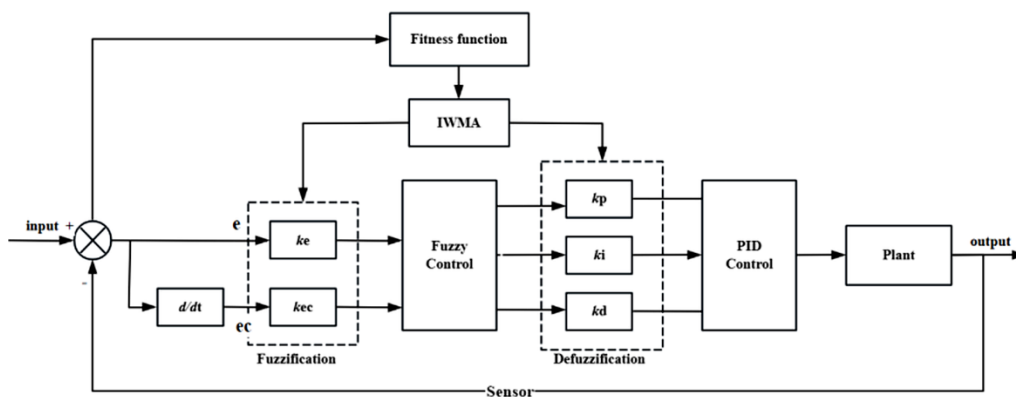 Fitness function
IWMA
input +
e
ke
Fuzzy
Control
kp
ki
kd
PID
Control
Plant
output
-
d/dt
ec
kec
Fuzzification
Defuzzification
Sensor